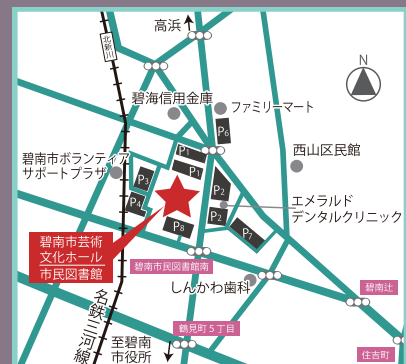 高浜
北新川
N
碧海信用金庫
ファミリーマート
P6
西山区民館
碧南市ボランティア
サポートプラザ
P1
P1
P3
P2
P4
P2
エメラルド
デンタルクリニック
P8
P7
碧南市芸術
文化ホール
市民図書館
碧南市民図書館南
しんかわ歯科
碧南辻
名鉄三河線
鶴見町5丁目
至碧南
市役所
住吉町